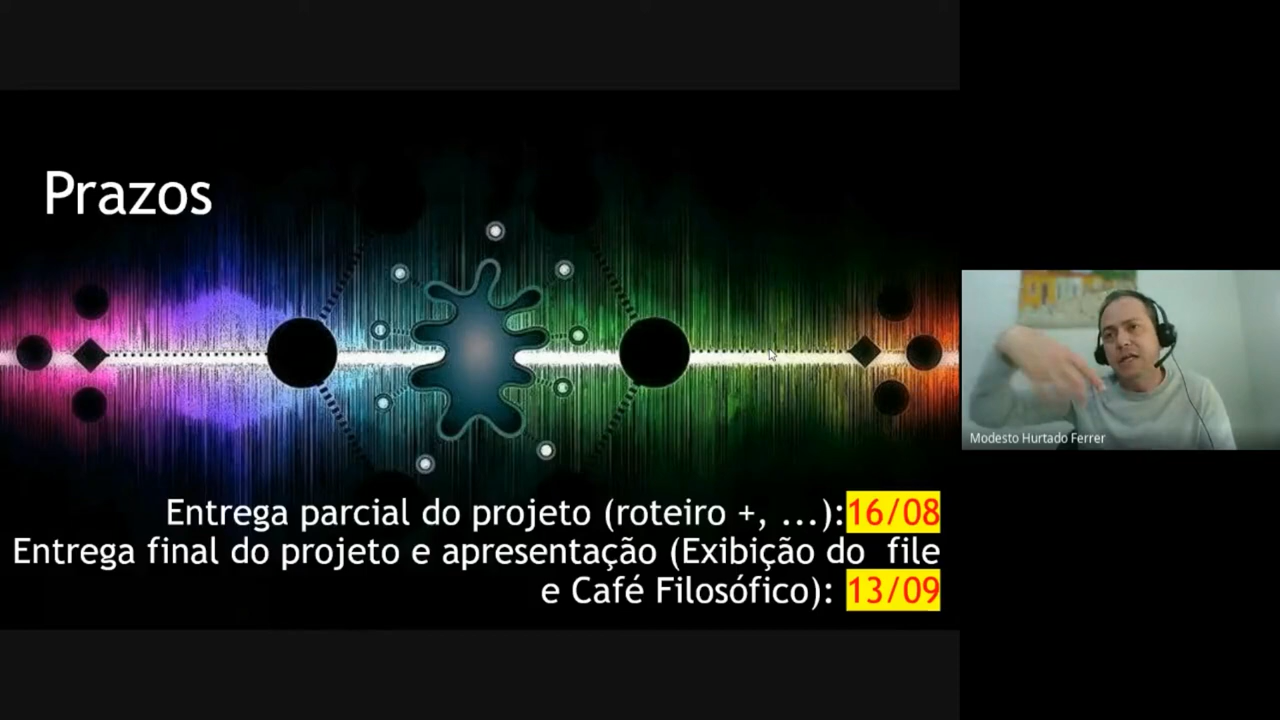 Prazos
Modesto Hurtado Ferrer
Entrega parcial do projeto (roteiro +, ...):16/08
Entrega final do projeto e apresentação (Exibição do file
e Café Filosófico): 13/09